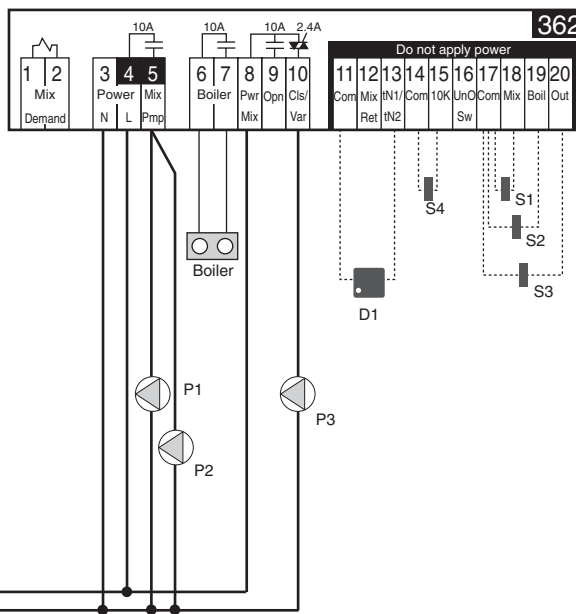 362
10A 10A 10A 2.4A
Do not apply power
1 2 3 4 5 6 7 8 9 10 11 12 13 14 15 16 17 18 19 20
Mix Power Mix Boiler Pwr Opn Cls/ Com Mix tN1/ Com 10K UnO Com Mix Boil Out
Demand N L Pmp Mix Var Ret tN2 Sw
S4 S1
S2
Boiler S3
D1
P1
P3
P2